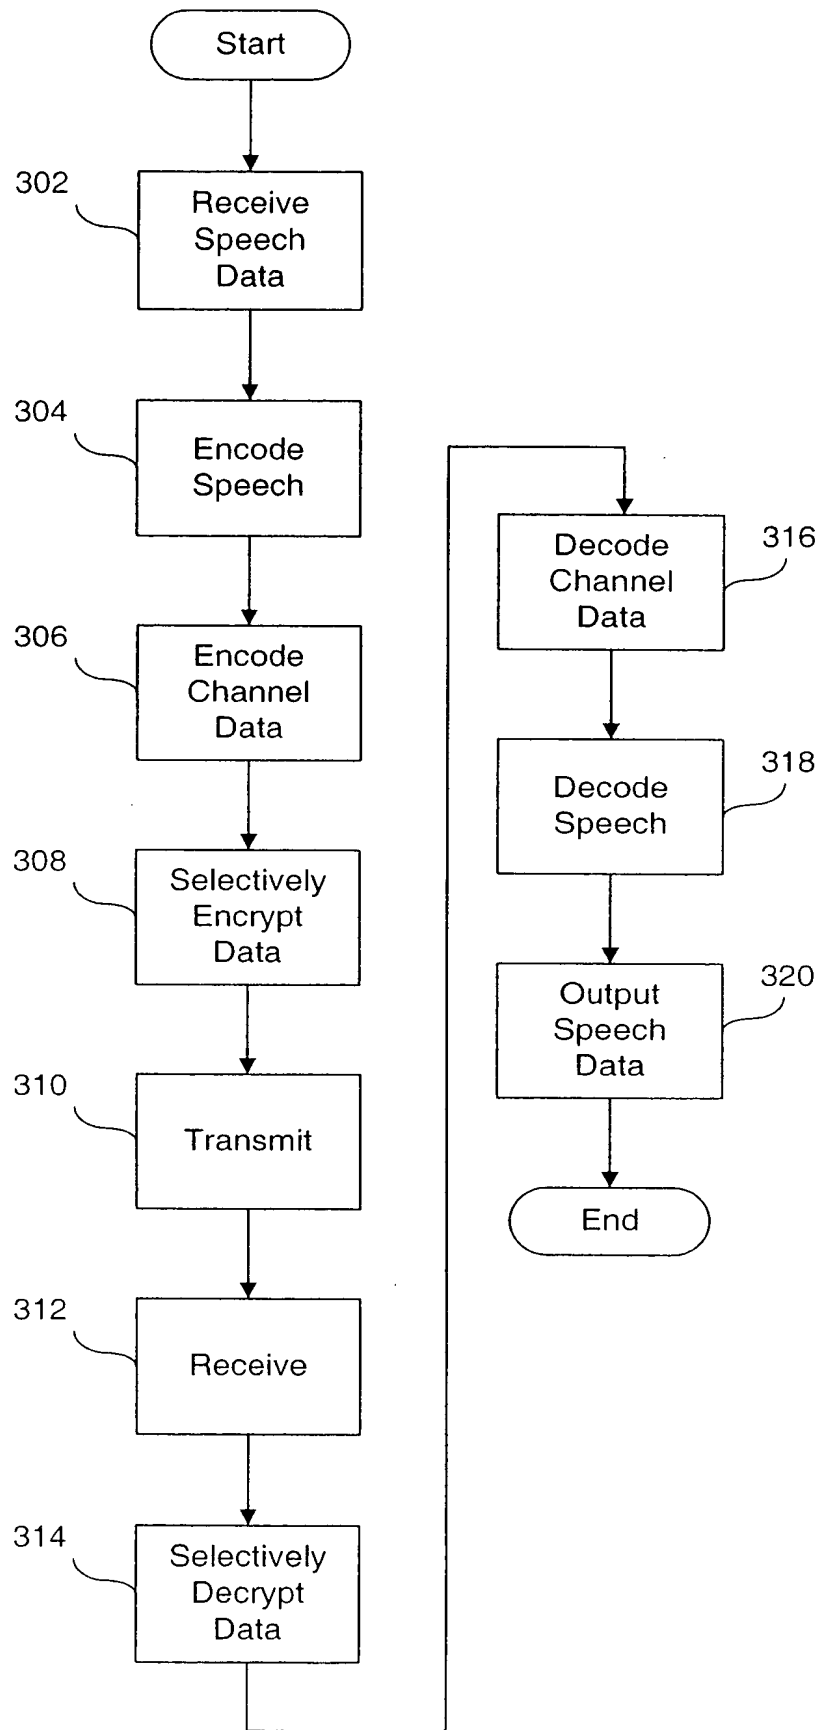 Start
302
Receive
Speech
Data
304
Encode
Speech
306
Encode
Channel
Data
308
Selectively
Encrypt
Data
310
Transmit
312
Receive
314
Selectively
Decrypt
Data
Decode
Channel
Data
316
Decode
Speech
318
Output
Speech
Data
320
End